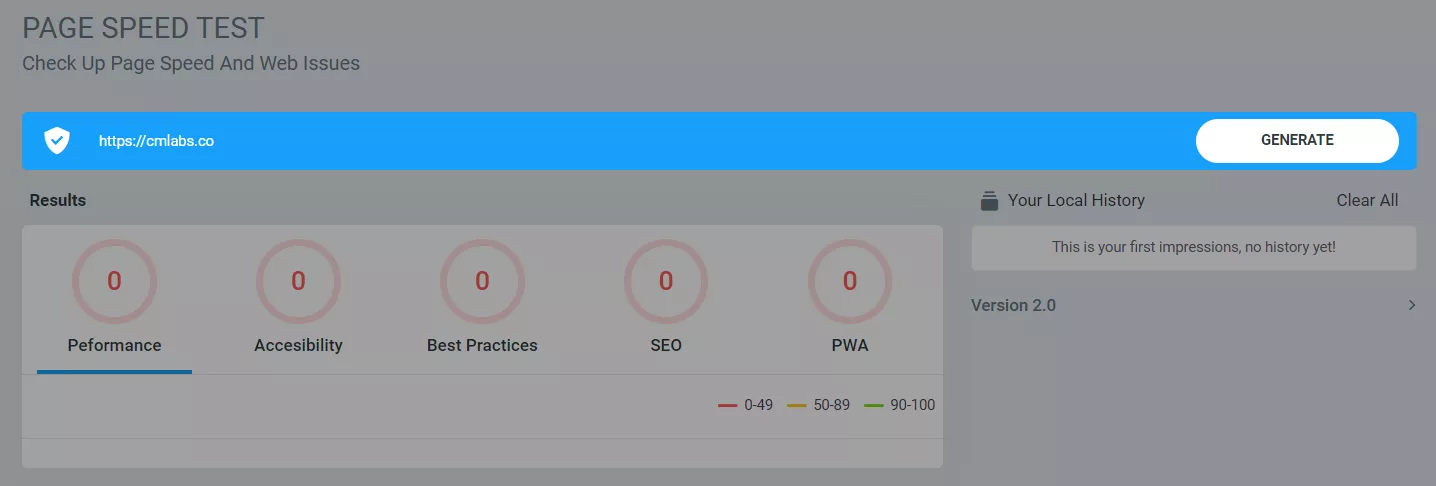 PAGE SPEED TEST
Check Up Page Speed And Web Issues
https://cmlabs.co
GENERATE
Results
Your Local History
Clear All
0
0
0
0
0
Peformance
Accesibility
Best Practices
SEO
PWA
0-49
50-89
90-100
This is your first impressions, no history yet!
Version 2.0